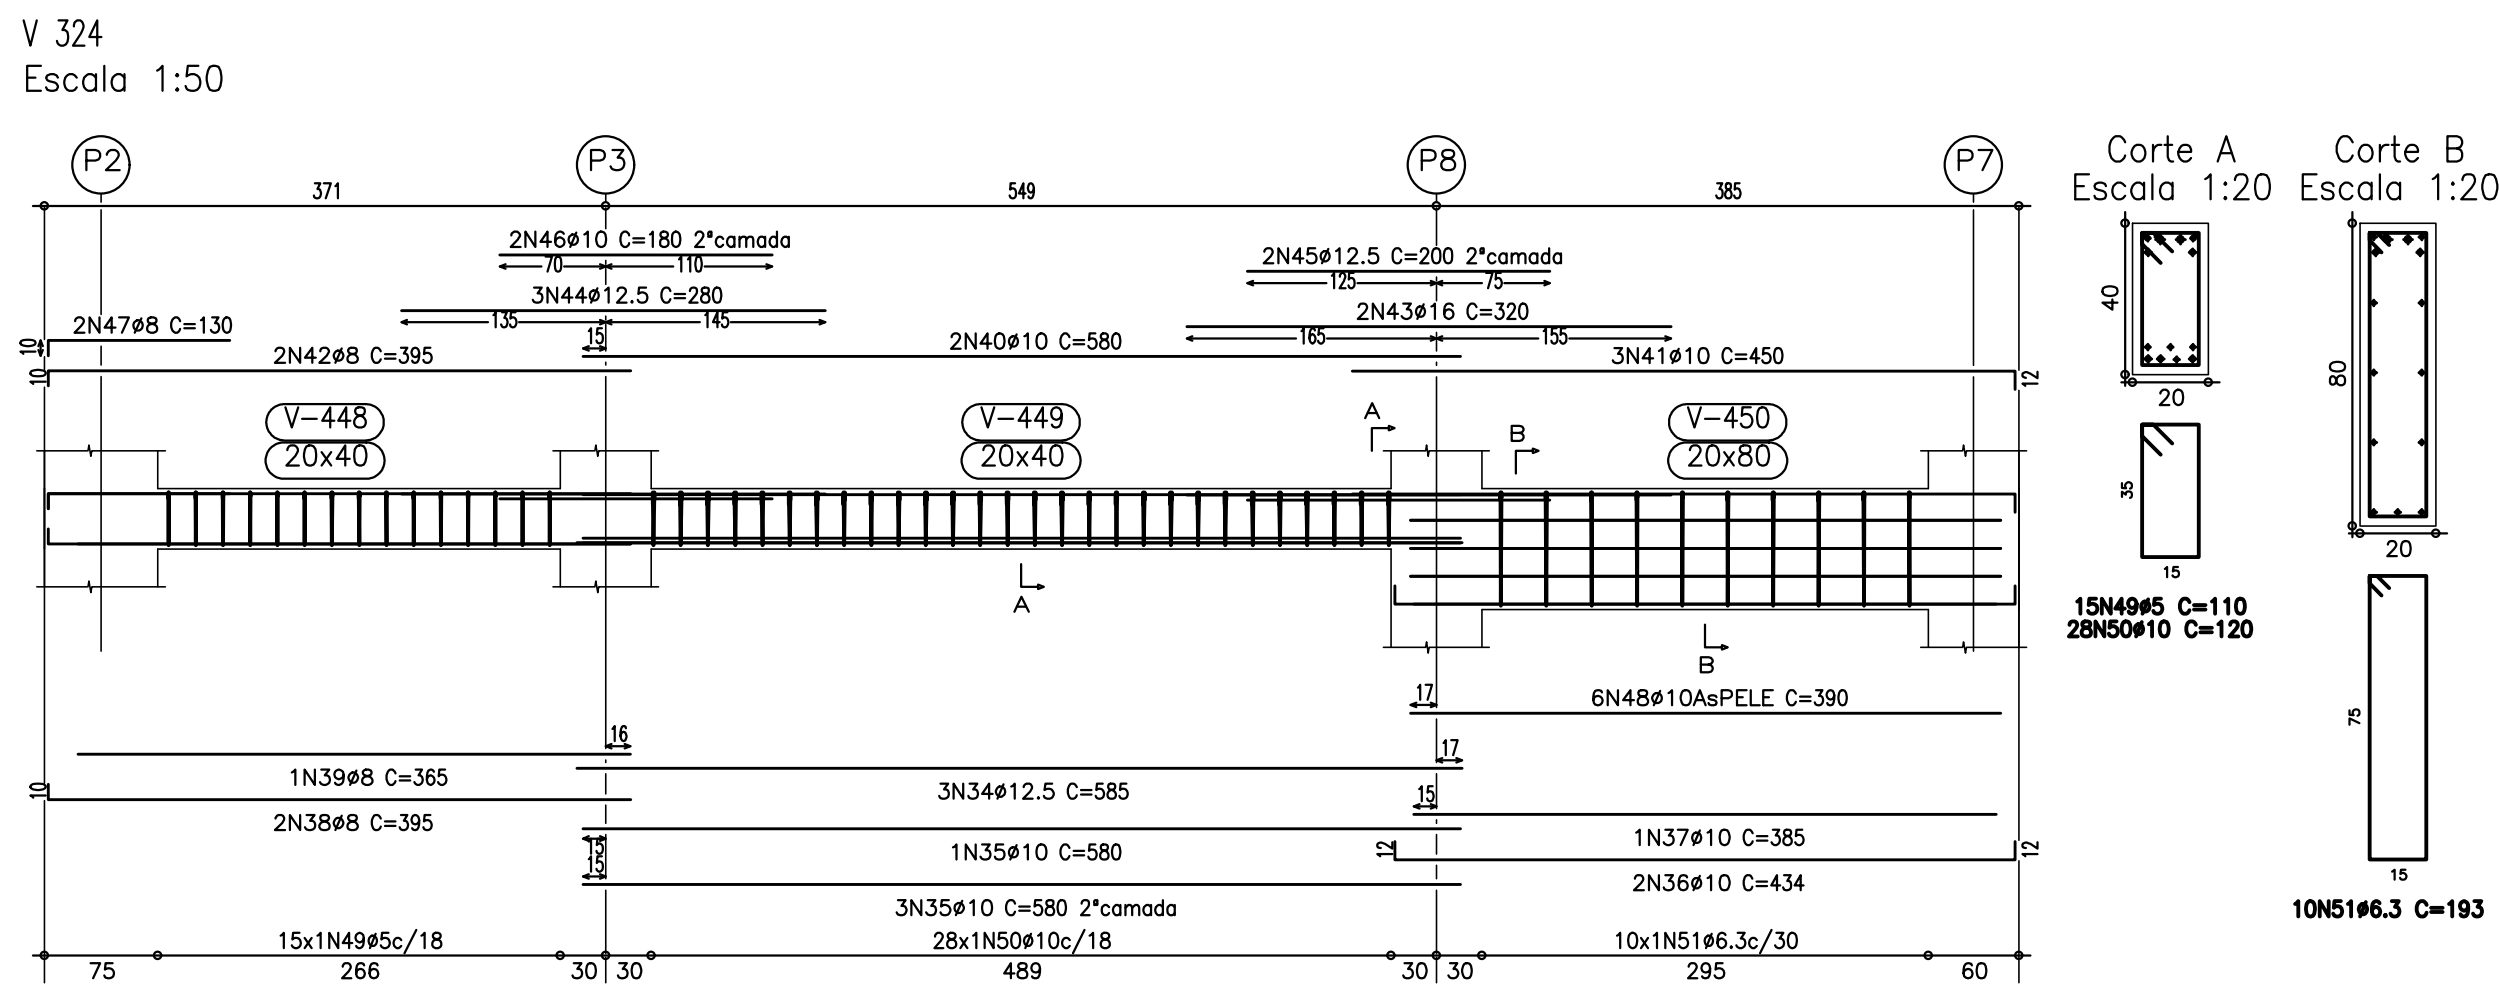 V 324
Escala 1:50
P2
P3
P8
P7
371
549
385
2N46ø10 C=180 2ªcamada
70
110
2N45ø12.5 C=200 2ªcamada
125
75
3N44ø12.5 C=280
135
145
2N43ø16 C=320
165
155
2N47ø8 C=130
10
15
2N42ø8 C=395
10
2N40ø10 C=580
3N41ø10 C=450
12
V-448
20x40
V-449
20x40
V-450
20x80
A
B
A
B
17
6N48ø10AsPELE C=390
16
1N39ø8 C=365
17
3N34ø12.5 C=585
10
2N38ø8 C=395
15
1N37ø10 C=385
15
1N35ø10 C=580
12
12
2N36ø10 C=434
15
3N35ø10 C=580 2ªcamada
15x1N49ø5c/18
28x1N50ø10c/18
10x1N51ø6.3c/30
75
266
30
30
489
30
30
295
60
Corte A
Escala 1:20
40
20
35
15
15N49ø5 C=110
28N50ø10 C=120
Corte B
Escala 1:20
80
20
75
15
10N51ø6.3 C=193